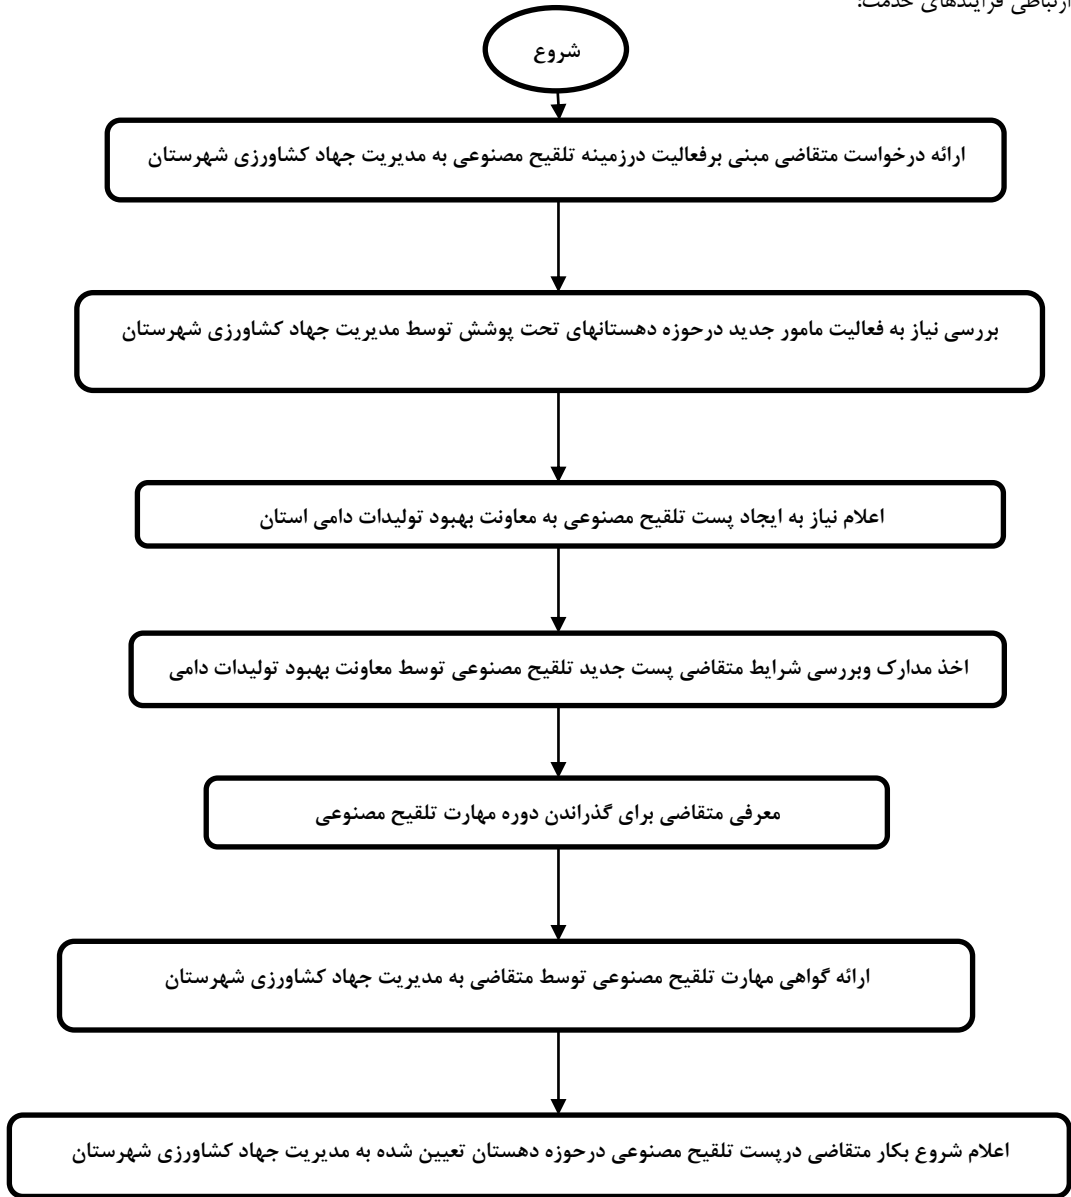 ارتباطی فرآیندهای خدمت:
شروع
ارائه درخواست متقاضی مبنی برفعالیت درزمینه تلقیح مصنوعی به مدیریت جهاد کشاورزی شهرستان
بررسی نیاز به فعالیت مامور جدید درحوزه دهستانهای تحت پوشش توسط مدیریت جهاد کشاورزی شهرستان
اعلام نیاز به ایجاد پست تلقیح مصنوعی به معاونت بهبود تولیدات دامی استان
اخذ مدارک وبررسی شرایط متقاضی پست جدید تلقیح مصنوعی توسط معاونت بهبود تولیدات دامی
معرفی متقاضی برای گذراندن دوره مهارت تلقیح مصنوعی
ارائه گواهی مهارت تلقیح مصنوعی توسط متقاضی به مدیریت جهاد کشاورزی شهرستان
اعلام شروع بکار متقاضی درپست تلقیح مصنوعی درحوزه دهستان تعیین شده به مدیریت جهاد کشاورزی شهرستان